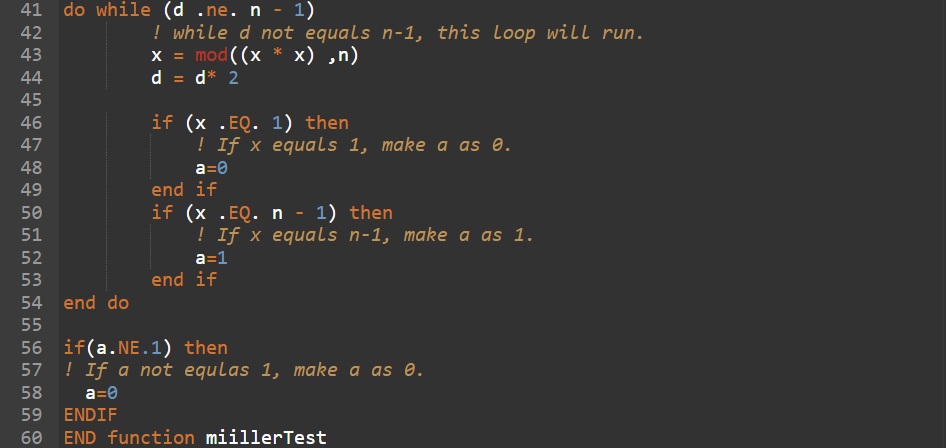 41 do while (d .ne. n - 1)
42 ! while d not equals n-1, this loop will run.
43 x = mod((x * x) ,n)
44 d = d* 2
45
46 if (x .EQ. 1) then
47 ! If x equals 1, make a as 0.
48 a=0
49 end if
50 if (x .EQ. n - 1) then
51 ! If x equals n-1, make a as 1.
52 a=1
53 end if
54 end do
55
56 if(a.NE.1) then
57 ! If a not equlas 1, make a as 0.
58 a=0
59 ENDIF
60 END function miillerTest